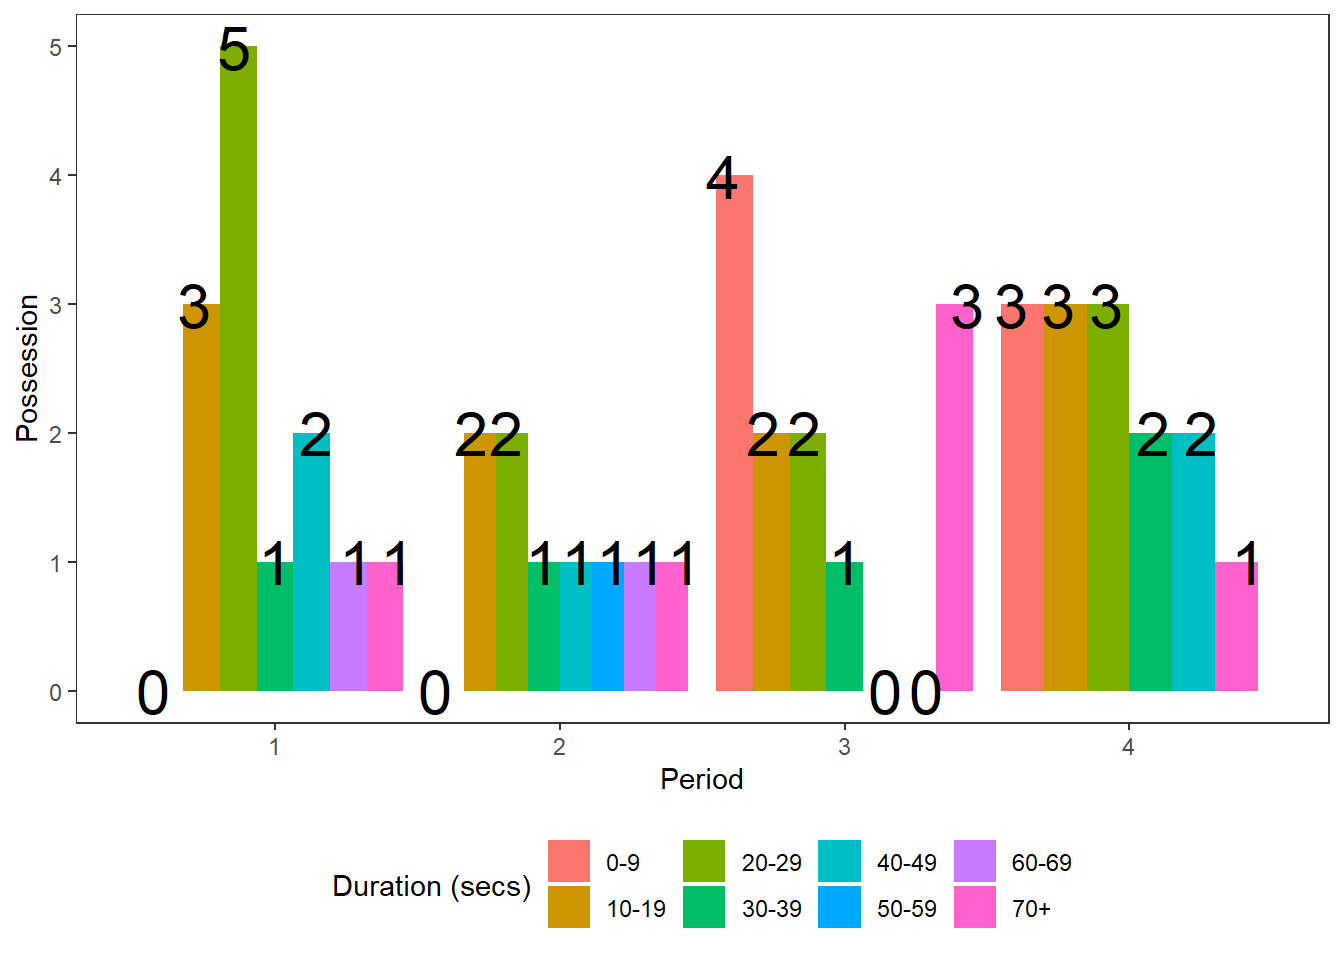 5
4
3
2
1
0
Possession
0 3 5 1 2 1 1
0 2 2 1 1 1 1 1
4 2 2 1 0 0 3
3 3 3 2 2 1
1 2 3 4
Period
Duration (secs)
0-9 20-29 40-49 60-69
10-19 30-39 50-59 70+